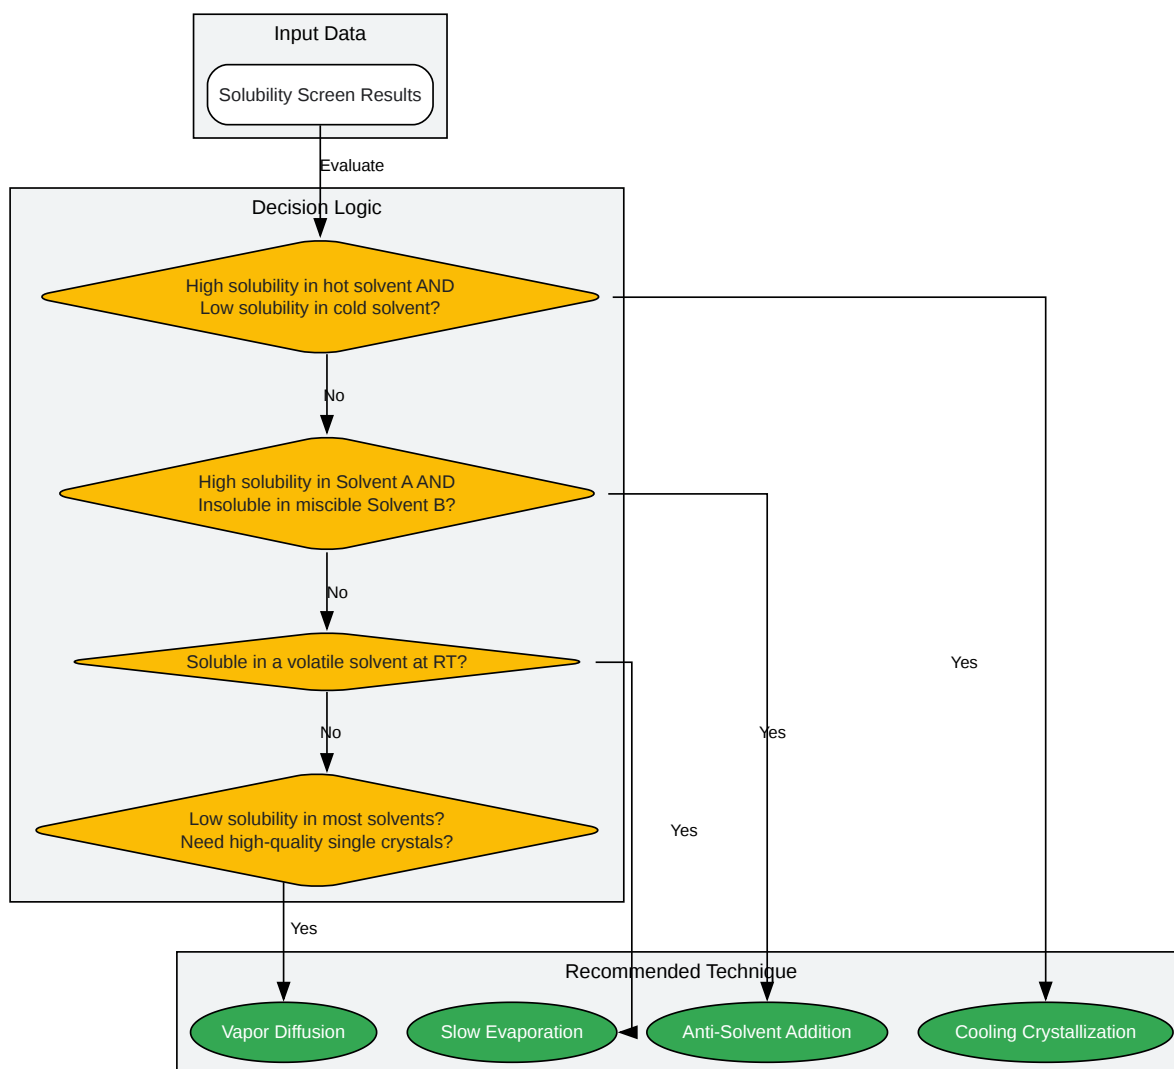 Input Data
Solubility Screen Results
Evaluate
Decision Logic
High solubility in hot solvent AND
Low solubility in cold solvent?
No
High solubility in Solvent A AND
Insoluble in miscible Solvent B?
No
Soluble in a volatile solvent at RT?
Yes
No
Yes
Low solubility in most solvents?
Need high-quality single crystals?
Yes
Yes
Recommended Technique
Vapor Diffusion
Slow Evaporation
Anti-Solvent Addition
Cooling Crystallization